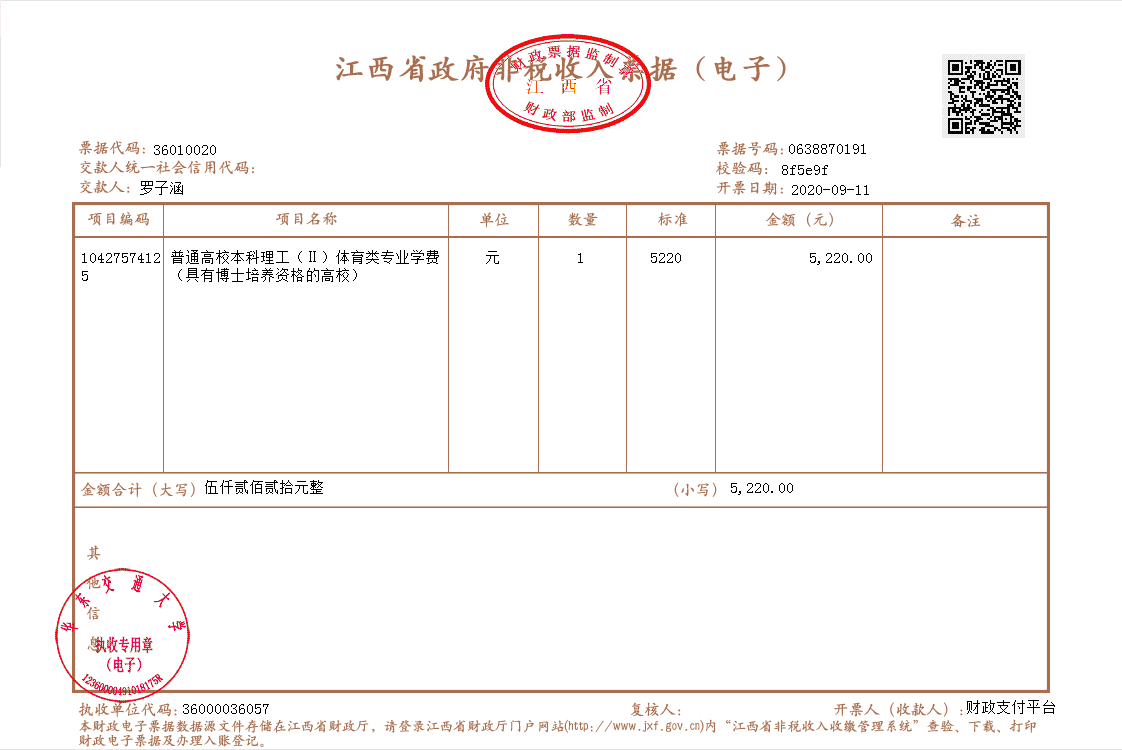 江西省政府非税收入票据（电子）
财政票据监制章
江西省
财政部监制
票据代码：36010020
票据号码：0638870191
交款人统一社会信用代码：
校验码：8f5e9f
交款人：罗子涵
开票日期：2020-09-11
项目编码 项目名称 单位 数量 标准 金额（元） 备注
1042757412 普通高校本科理工（Ⅱ）体育类专业学费 元 1 5220 5,220.00
5 （具有博士培养资格的高校）
金额合计（大写）伍仟贰佰贰拾元整 （小写）5,220.00
其他信息
华东交通大学
执收专用章
（电子）
执收单位代码：36000036057 复核人： 开票人（收款人）：财政支付平台
本财政电子票据数据源文件存储在江西省财政厅，请登录江西省财政厅门户网站(http://www.jxf.gov.cn)内“江西省非税收入收缴管理系统”查验、下载、打印
财政电子票据及办理入账登记。